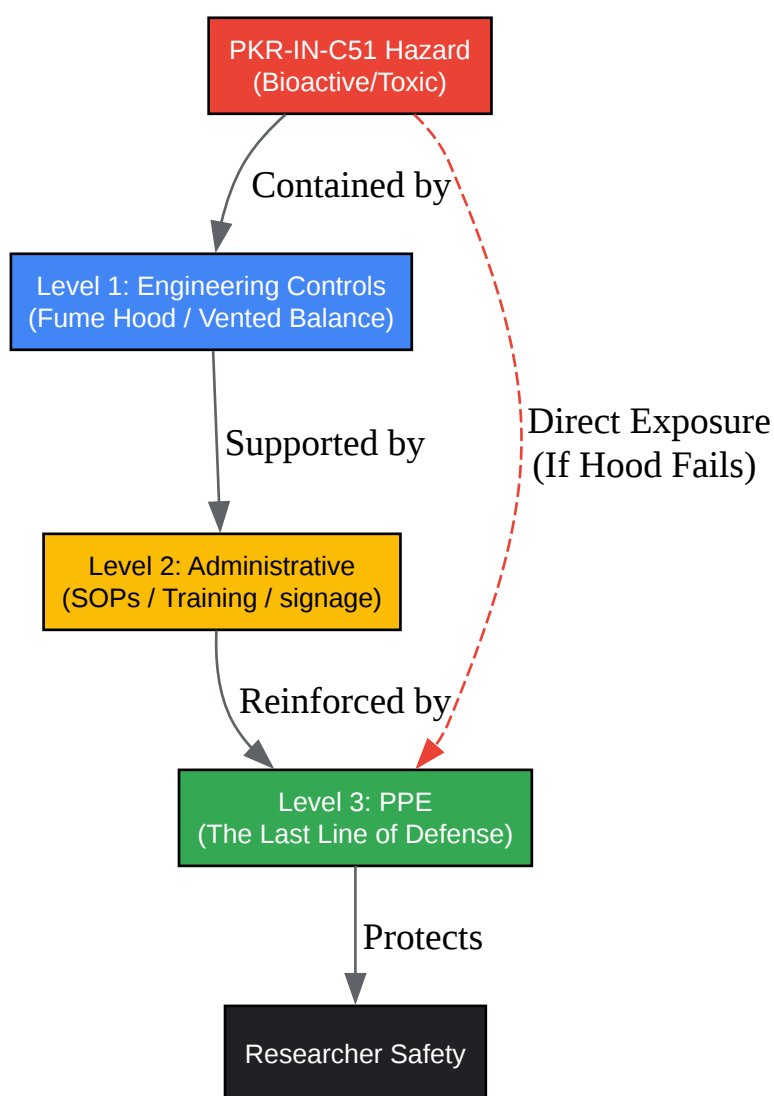 PKR-IN-C51 Hazard
(Bioactive/Toxic)
Contained by
Level 1: Engineering Controls
(Fume Hood / Vented Balance)
Direct Exposure
(If Hood Fails)
Supported by
Level 2: Administrative
(SOPs / Training / signage)
Reinforced by
Level 3: PPE
(The Last Line of Defense)
Protects
Researcher Safety